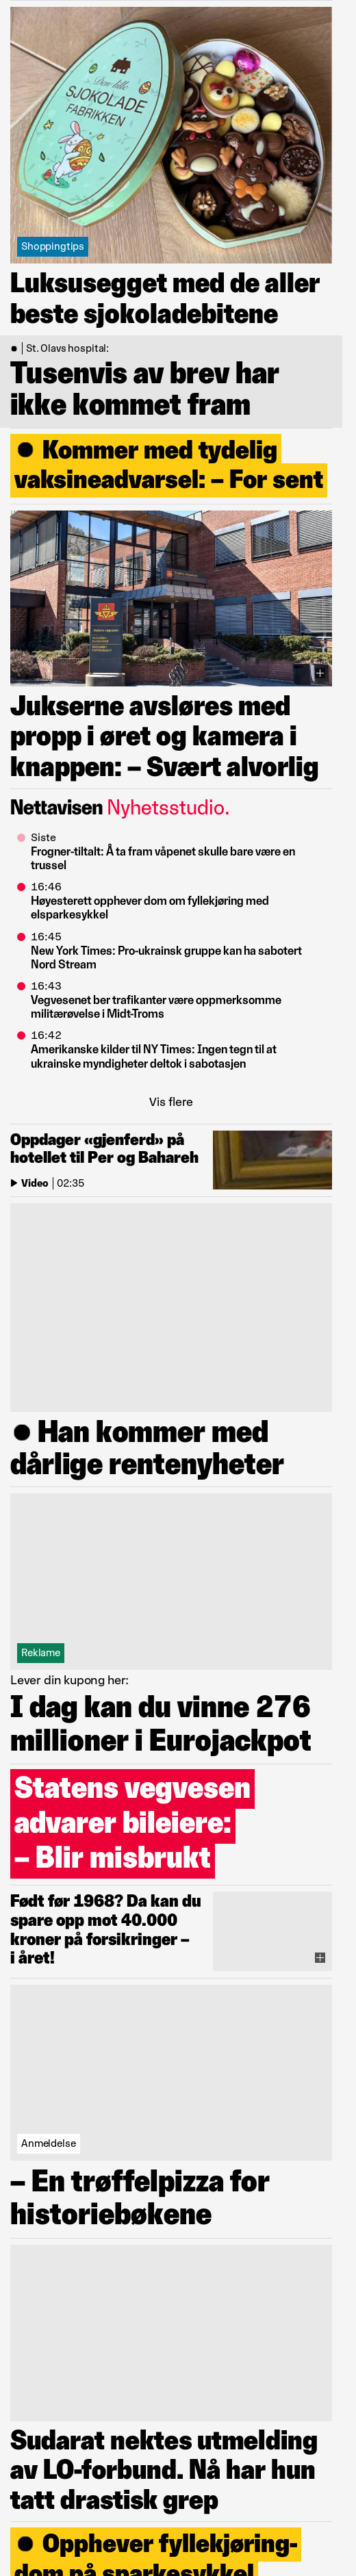 Den lille
SJOKOLADE
FABRIKKEN
Shoppingtips
Luksusegget med de aller
beste sjokoladebitene
St. Olavs hospital:
Tusenvis av brev har
ikke kommet fram
Kommer med tydelig
vaksineadvarsel: – For sent
Jukserne avsløres med
propp i øret og kamera i
knappen: – Svært alvorlig
Nettavisen Nyhetsstudio.
Siste
Frogner-tiltalt: Å ta fram våpenet skulle bare være en
trussel
16:46
Høyesterett opphever dom om fyllekjøring med
elsparkesykkel
16:45
New York Times: Pro-ukrainsk gruppe kan ha sabotert
Nord Stream
16:43
Vegvesenet ber trafikanter være oppmerksomme
militærøvelse i Midt-Troms
16:42
Amerikanske kilder til NY Times: Ingen tegn til at
ukrainske myndigheter deltok i sabotasjen
Vis flere
Oppdager «gjenferd» på
hotellet til Per og Bahareh
Video | 02:35
Han kommer med
dårlige rentenyheter
Reklame
Lever din kupong her:
I dag kan du vinne 276
millioner i Eurojackpot
Statens vegvesen
advarer bileiere:
– Blir misbrukt
Født før 1968? Da kan du
spare opp mot 40.000
kroner på forsikringer –
i året!
Anmeldelse
– En trøffelpizza for
historiebøkene
Sudarat nektes utmelding
av LO-forbund. Nå har hun
tatt drastisk grep
Opphever fyllekjøring-
dom på sparkesykkel